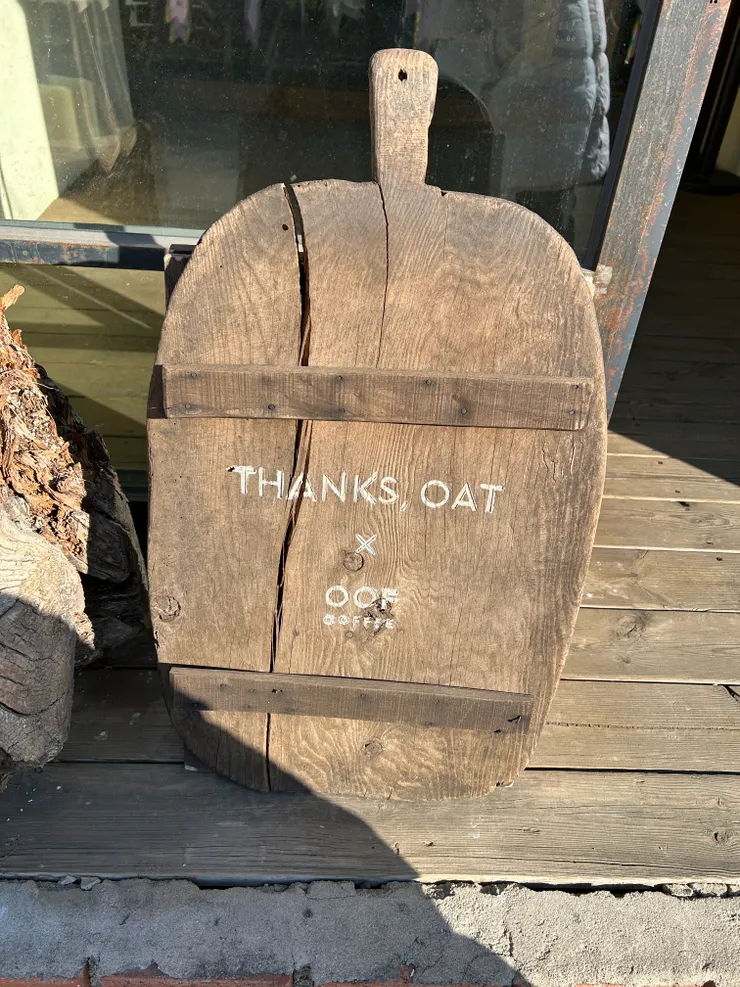 THANKS, OAT
X
OOF
COFFEE